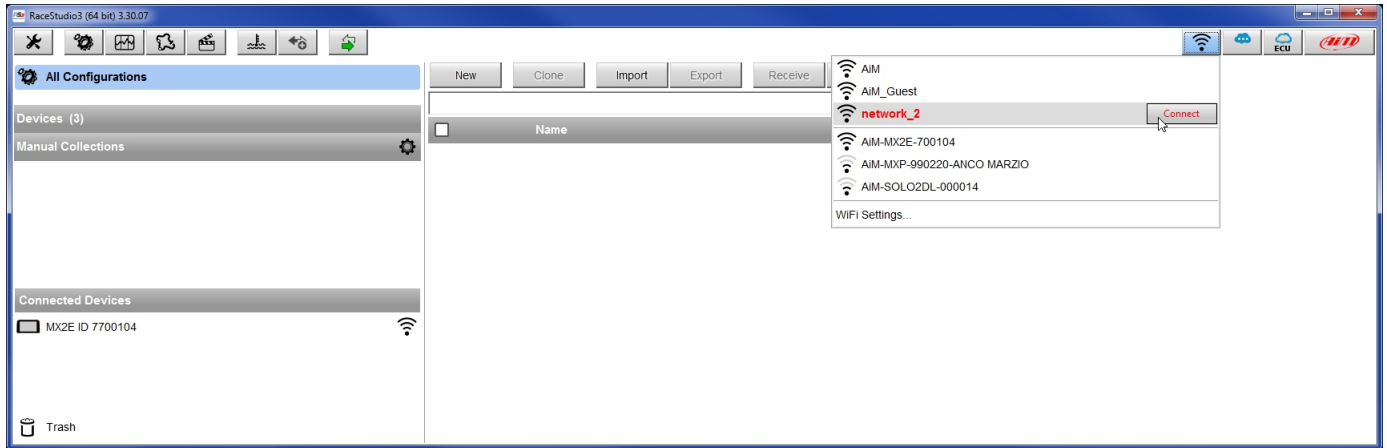 RaceStudio3 (64 bit) 3.30.07
ECU
AiM
All Configurations
New Clone Import Export Receive
AiM
AiM_Guest
network_2 Connect
Devices (3)
Name
Manual Collections
AiM-MX2E-700104
AiM-MXP-990220-ANCO MARZIO
AiM-SOLO2DL-000014
WiFi Settings...
Connected Devices
MX2E ID 7700104
Trash